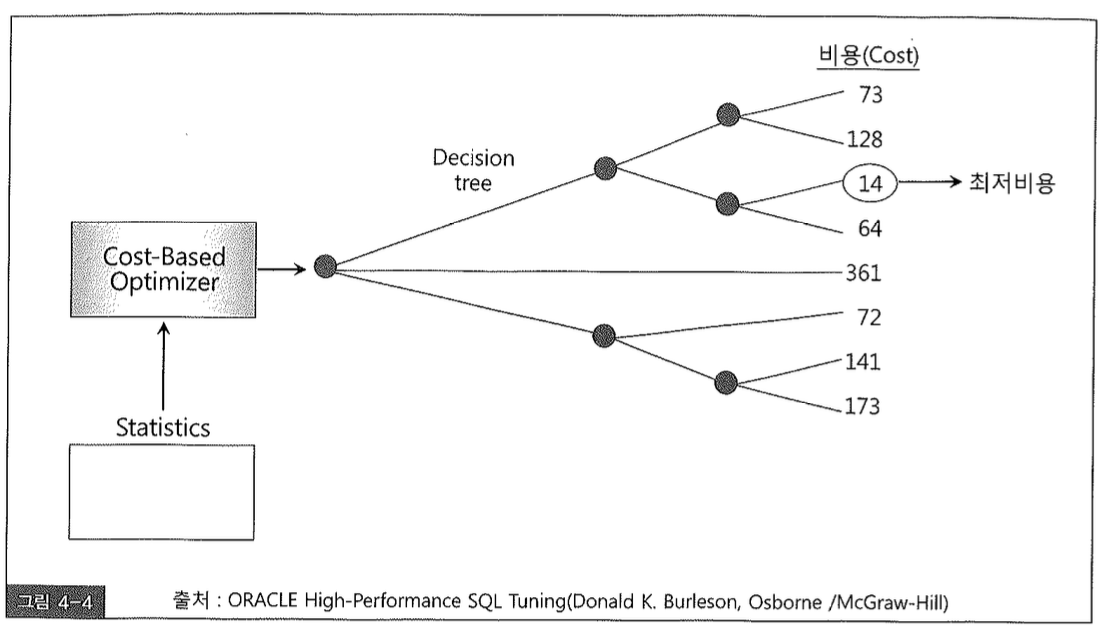 비용(Cost)
73
128
Decision
tree
14
최저비용
64
Cost-Based
Optimizer
361
72
141
173
Statistics
그림 4-4
출처 : ORACLE High-Performance SQL Tuning(Donald K. Burleson, Osborne /McGraw-Hill)